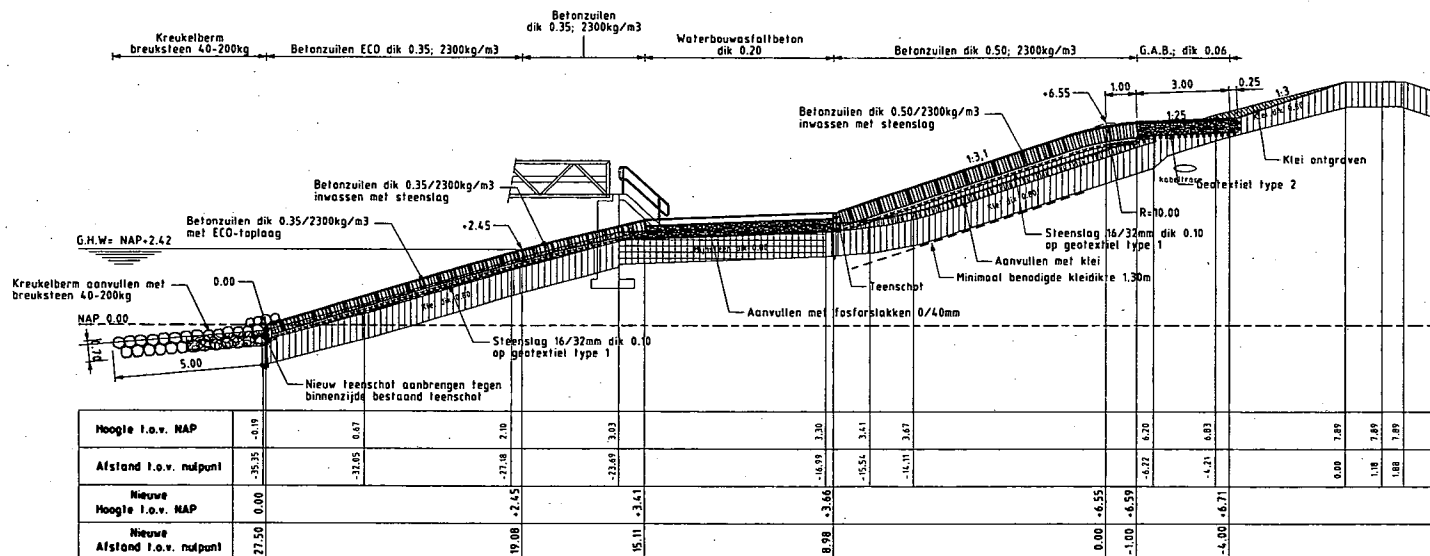 Kreukelberm
breuksteen 40-200kg
Betonzuilen ECO dik 0.35; 2300kg/m3
Betonzuilen
dik 0.35; 2300kg/m3
Waterbouwasfaltbeton
dik 0.20
Betonzuilen dik 0.50; 2300kg/m3
G.A.B.; dik 0.06
1.00
3.00
0.25
+6.55
1:3
1:25
Betonzuilen dik 0.50/2300kg/m3
inwassen met steenslag
1:3,1
Klei ontgraven
Geotextiel type 2
R=10.00
Klei dik 0.80
Betonzuilen dik 0.35/2300kg/m3
inwassen met steenslag
Betonzuilen dik 0.35/2300kg/m3
met ECO-toplaag
+2.45
G.H.W= NAP+2.42
Steenslag 16/32mm dik 0.10
op geotextiel type 1
Aanvullen met klei
Minimaal benodigde kleidikte 1.30m
Teenschot
Kreukelberm aanvullen met
breuksteen 40-200kg
0.00
Klei dik 0.80
NAP 0.00
Aanvullen met fosforslakken 0/40mm
Steenslag 16/32mm dik 0.10
op geotextiel type 1
0.70
5.00
Nieuw teenschot aanbrengen tegen
binnenzijde bestaand teenschot
Hoogte t.o.v. NAP -0.19 0.67 2.10 3.03 3.30 3.41 3.67 6.20 6.83 7.89 7.89 7.89
Afstand t.o.v. nulpunt -35.35 -32.05 -27.18 -23.69 -16.99 -15.54 -14.11 -6.22 -4.21 0.00 1.18 1.88
Nieuwe
Hoogte t.o.v. NAP 0.00 +2.45 +3.41 +3.66 +6.55 +6.59 +6.71
Nieuwe
Afstand t.o.v. nulpunt 27.50 19.08 15.11 8.98 0.00 -1.00 -4.00